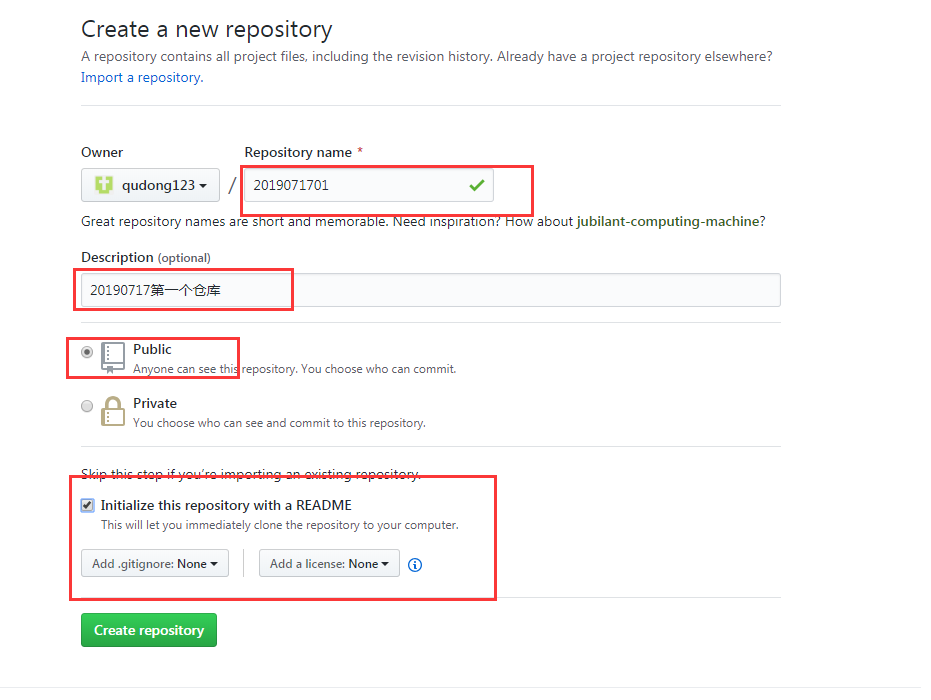 Create a new repository
A repository contains all project files, including the revision history. Already have a project repository elsewhere?
Import a repository.
Owner
Repository name *
qudong123 / 2019071701
Great repository names are short and memorable. Need inspiration? How about jubilant-computing-machine?
Description (optional)
20190717第一个仓库
Public
Anyone can see this repository. You choose who can commit.
Private
You choose who can see and commit to this repository.
Skip this step if you're importing an existing repository.
Initialize this repository with a README
This will let you immediately clone the repository to your computer.
Add .gitignore: None
Add a license: None
Create repository